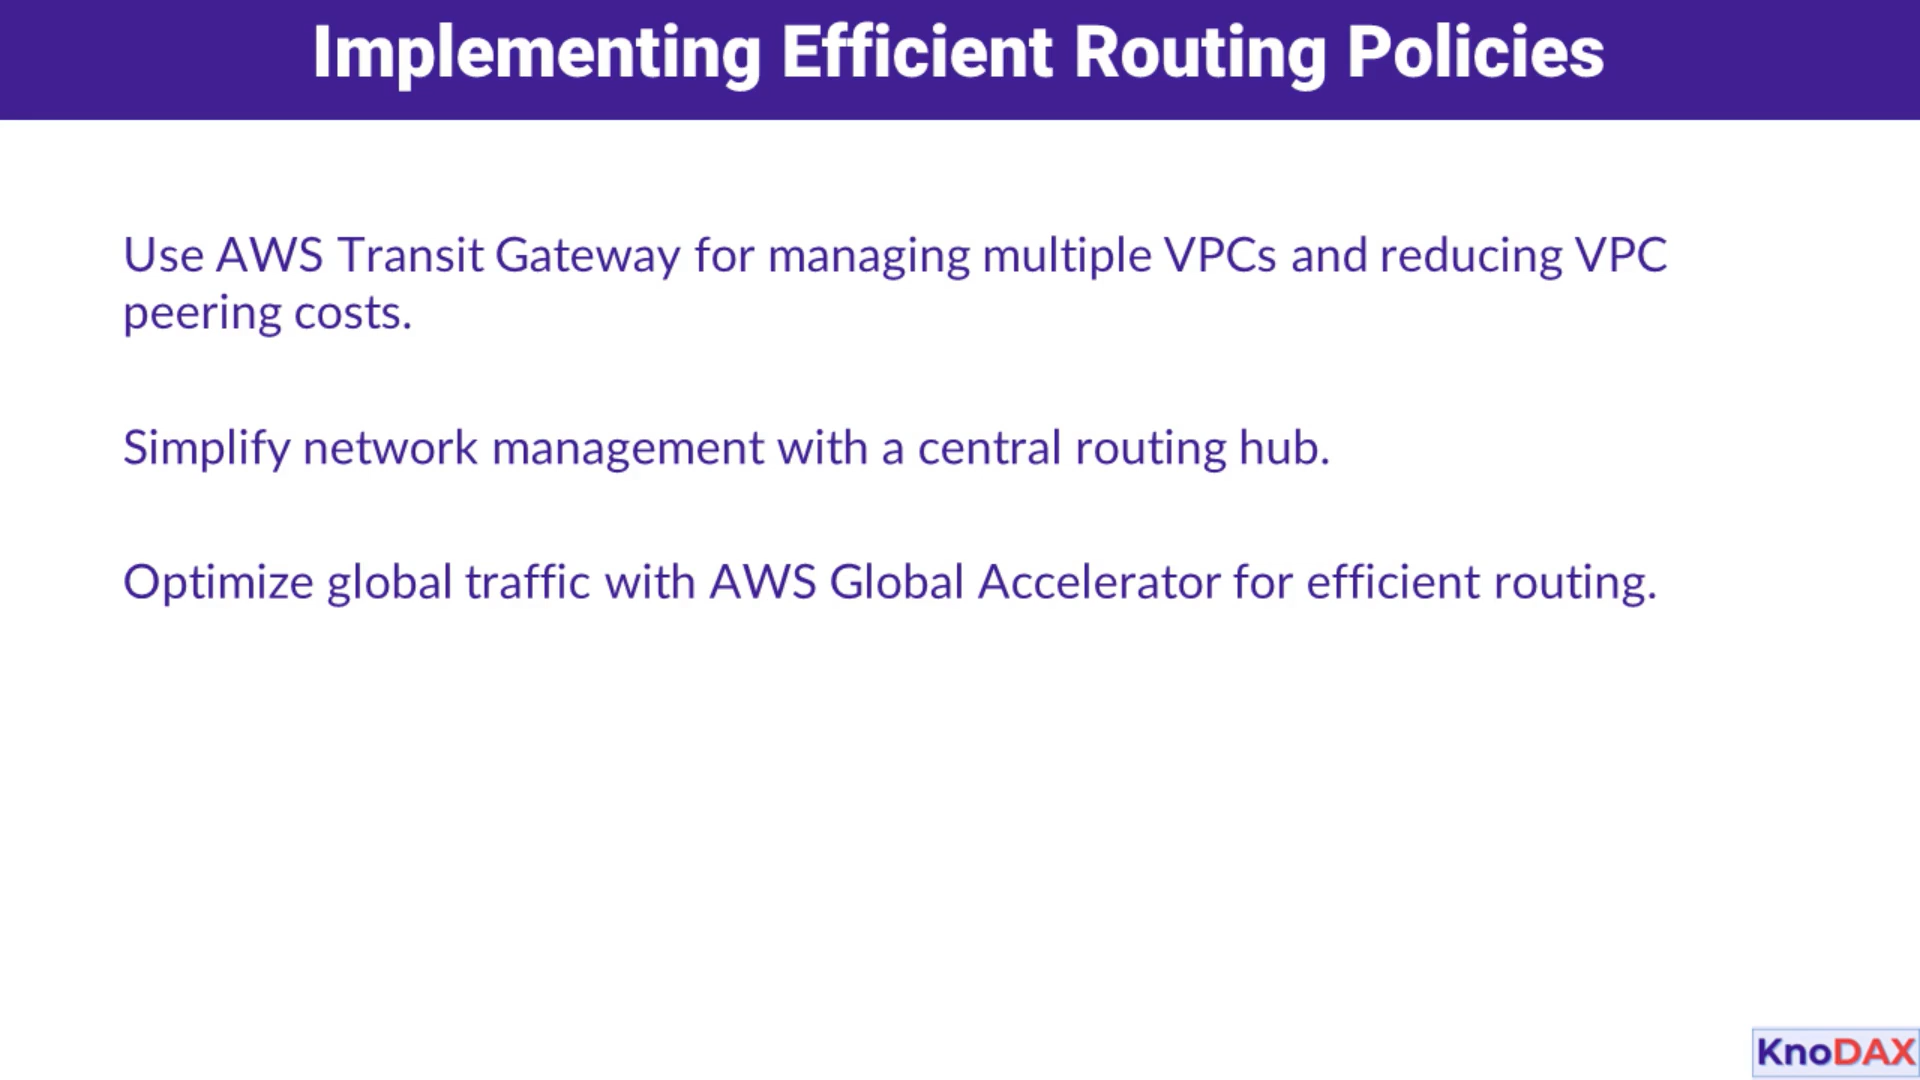 Implementing Efficient Routing Policies
Use AWS Transit Gateway for managing multiple VPCs and reducing VPC
peering costs.
Simplify network management with a central routing hub.
Optimize global traffic with AWS Global Accelerator for efficient routing.
KnoDAX